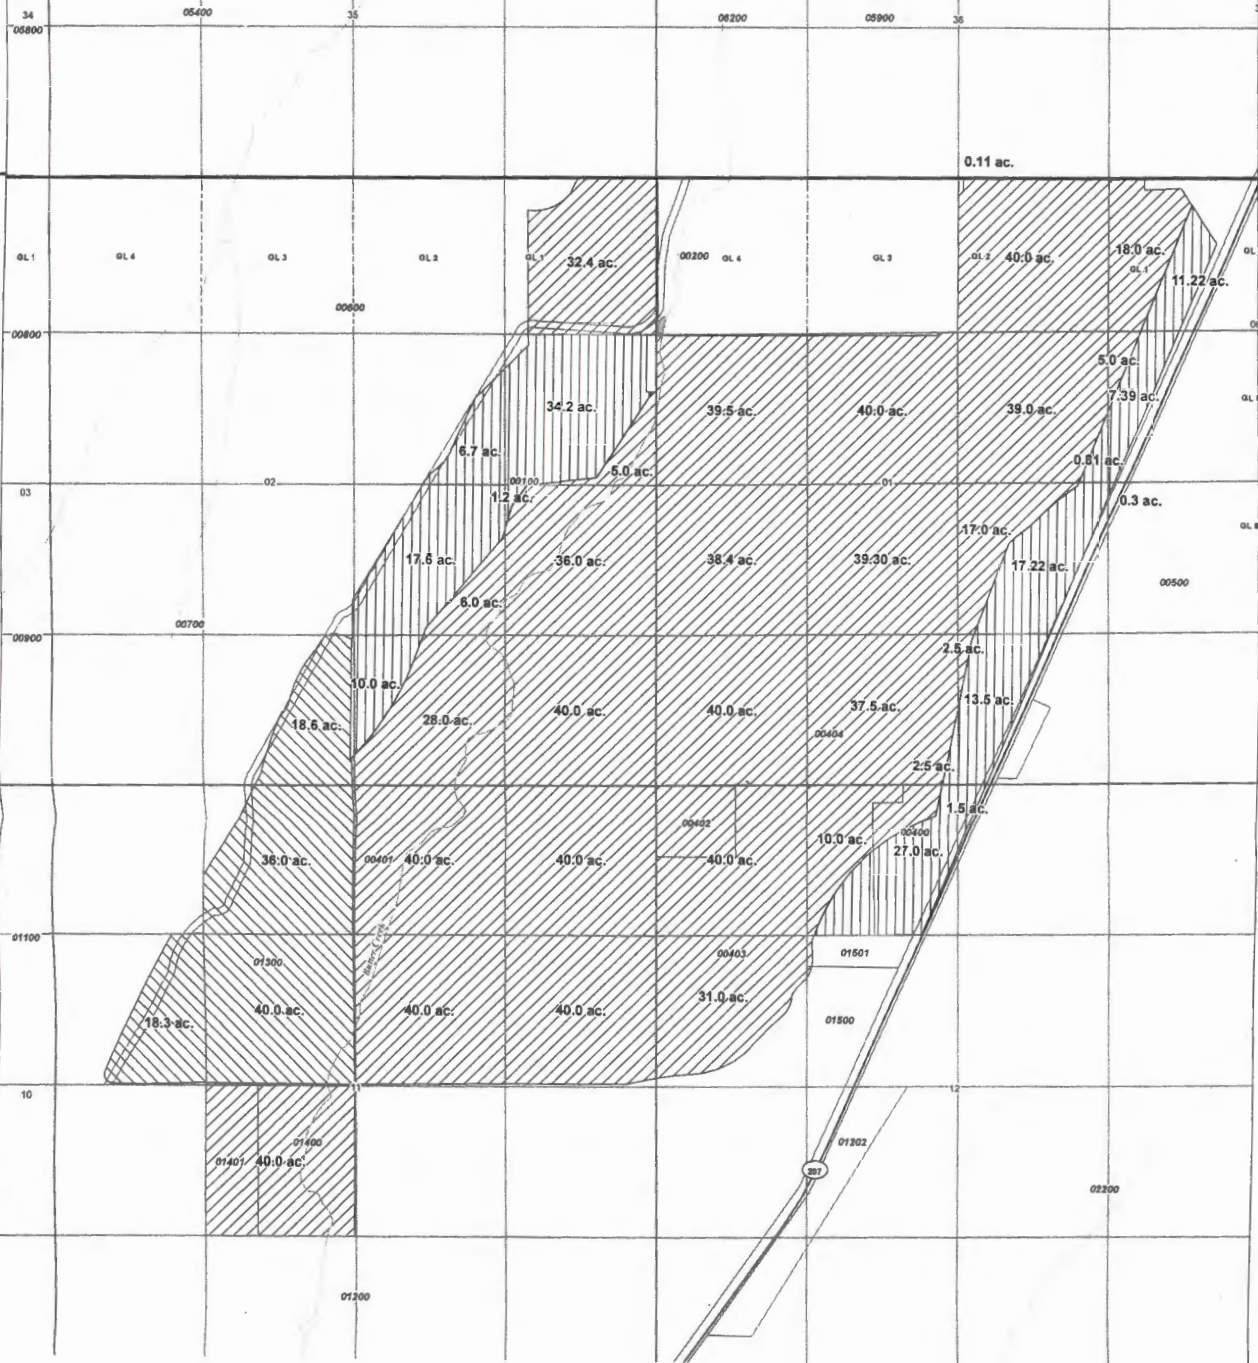 34
05400
35
06200
05900
36
05800
0.11 ac.
GL 1
GL 4
GL 3
GL 2
GL 1
32.4 ac.
00200
GL 4
GL 3
GL 2
40.0 ac.
18.0 ac.
GL 1
11.22 ac.
GL
00600
00800
5.0 ac.
34.2 ac.
39.5 ac.
40.0 ac.
39.0 ac.
7.39 ac.
GL
6.7 ac.
5.0 ac.
0.81 ac.
03
02
00100
01
1.2 ac.
0.3 ac.
GL
17.0 ac.
17.6 ac.
36.0 ac.
38.4 ac.
39.30 ac.
17.22 ac.
00500
6.0 ac.
00700
00900
2.5 ac.
10.0 ac.
13.5 ac.
18.6 ac.
28.0 ac.
40.0 ac.
40.0 ac.
37.5 ac.
00404
2.5 ac.
1.5 ac.
00402
00400
10.0 ac.
27.0 ac.
36.0 ac.
00401
40.0 ac.
40.0 ac.
40.0 ac.
01100
Butter Creek
00403
01501
01300
31.0 ac.
40.0 ac.
40.0 ac.
40.0 ac.
18.3 ac.
01500
10
11
12
01400
01202
01401
40.0 ac.
207
02200
01200